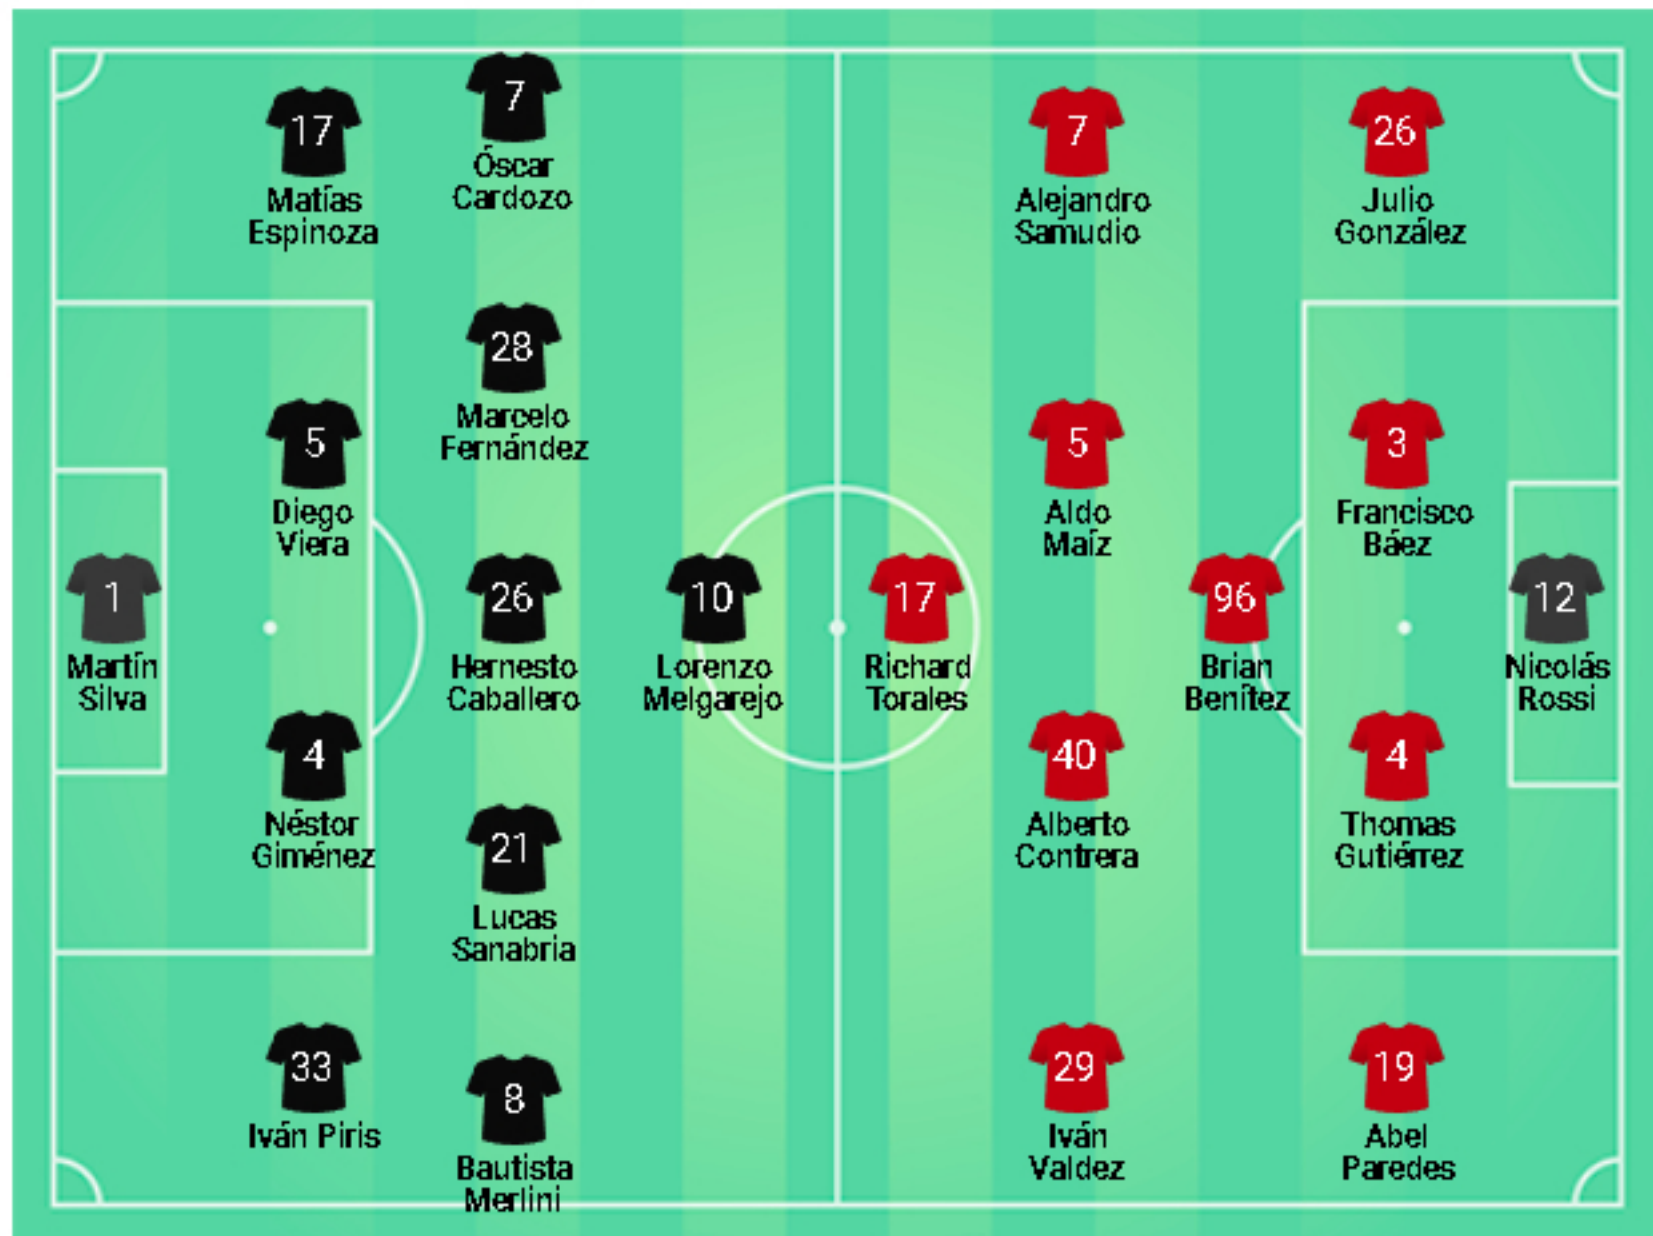 17
Matías
Espinoza
7
Óscar
Cardozo
7
Alejandro
Samudio
26
Julio
González
28
Marcelo
Fernández
5
Diego
Viera
5
Aldo
Maíz
3
Francisco
Báez
1
Martín
Silva
26
Hernesto
Caballero
10
Lorenzo
Melgarejo
17
Richard
Torales
96
Brian
Benítez
12
Nicolás
Rossi
4
Néstor
Giménez
40
Alberto
Contrera
4
Thomas
Gutiérrez
21
Lucas
Sanabria
33
Iván Piris
8
Bautista
Merlini
29
Iván
Valdez
19
Abel
Paredes